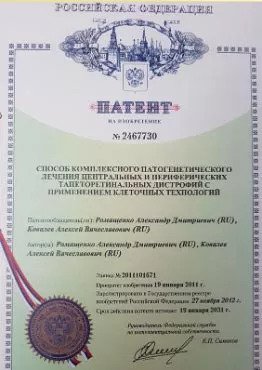 РОССИЙСКАЯ ФЕДЕРАЦИЯ
ПАТЕНТ
НА ИЗОБРЕТЕНИЕ
№ 2467730
СПОСОБ КОМПЛЕКСНОГО ПАТОГЕНЕТИЧЕСКОГО
ЛЕЧЕНИЯ ЦЕНТРАЛЬНЫХ И ПЕРИФЕРИЧЕСКИХ
ТАПЕТОРЕТИНАЛЬНЫХ ДИСТРОФИЙ С
ПРИМЕНЕНИЕМ КЛЕТОЧНЫХ ТЕХНОЛОГИЙ
Патентообладатель(и): Ромащенко Александр Дмитриевич (RU),
Ковалев Алексей Вячеславович (RU)
Автор(ы): Ромащенко Александр Дмитриевич (RU), Ковалев
Алексей Вячеславович (RU)
Заявка № 2011101671
Приоритет изобретения 19 января 2011 г.
Зарегистрировано в Государственном реестре
изобретений Российской Федерации 27 ноября 2012 г.
Срок действия патента истекает 19 января 2031 г.
Руководитель Федеральной службы
по интеллектуальной собственности
Б.П. Симонов